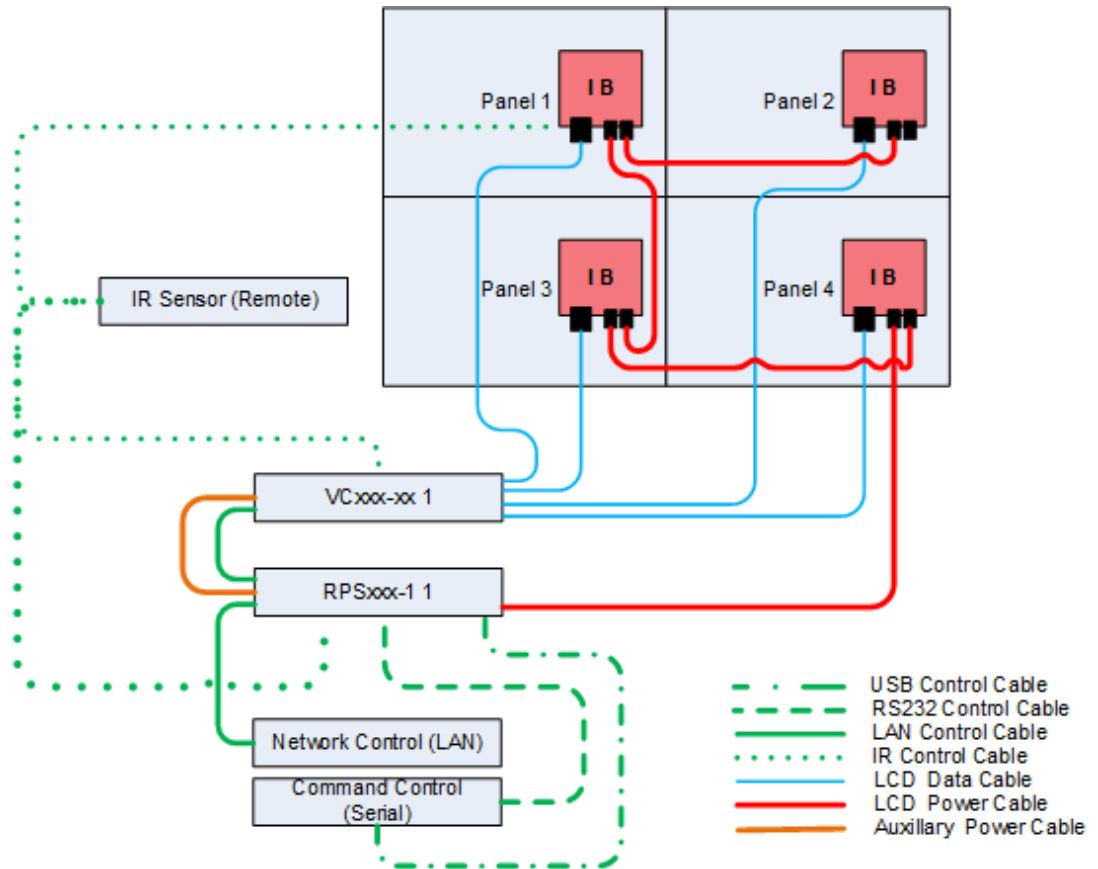 I B
Panel 1
I B
Panel 2
I B
Panel 3
I B
Panel 4
IR Sensor (Remote)
VCxxx-xx 1
RPSxxx-1 1
Network Control (LAN)
Command Control
(Serial)
USB Control Cable
RS232 Control Cable
LAN Control Cable
IR Control Cable
LCD Data Cable
LCD Power Cable
Auxillary Power Cable